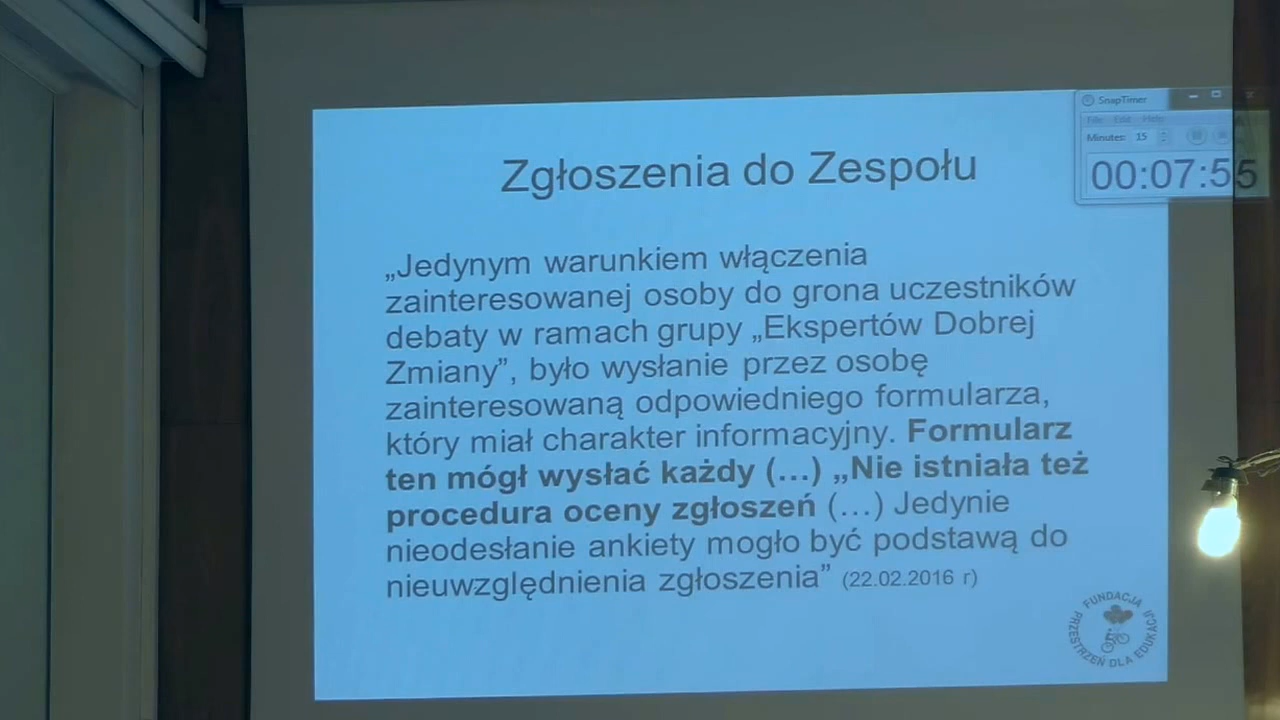 SnapTimer
File Edit Help
Minutes: 15
00:07:55
Zgłoszenia do Zespołu
„Jedynym warunkiem włączenia
zainteresowanej osoby do grona uczestników
debaty w ramach grupy „Ekspertów Dobrej
Zmiany”, było wysłanie przez osobę
zainteresowaną odpowiedniego formularza,
który miał charakter informacyjny. Formularz
ten mógł wysłać każdy (…) „Nie istniała też
procedura oceny zgłoszeń (…) Jedynie
nieodesłanie ankiety mogło być podstawą do
nieuwzględnienia zgłoszenia” (22.02.2016 r)
FUNDACJA
PRZESTRZEŃ DLA EDUKACJI